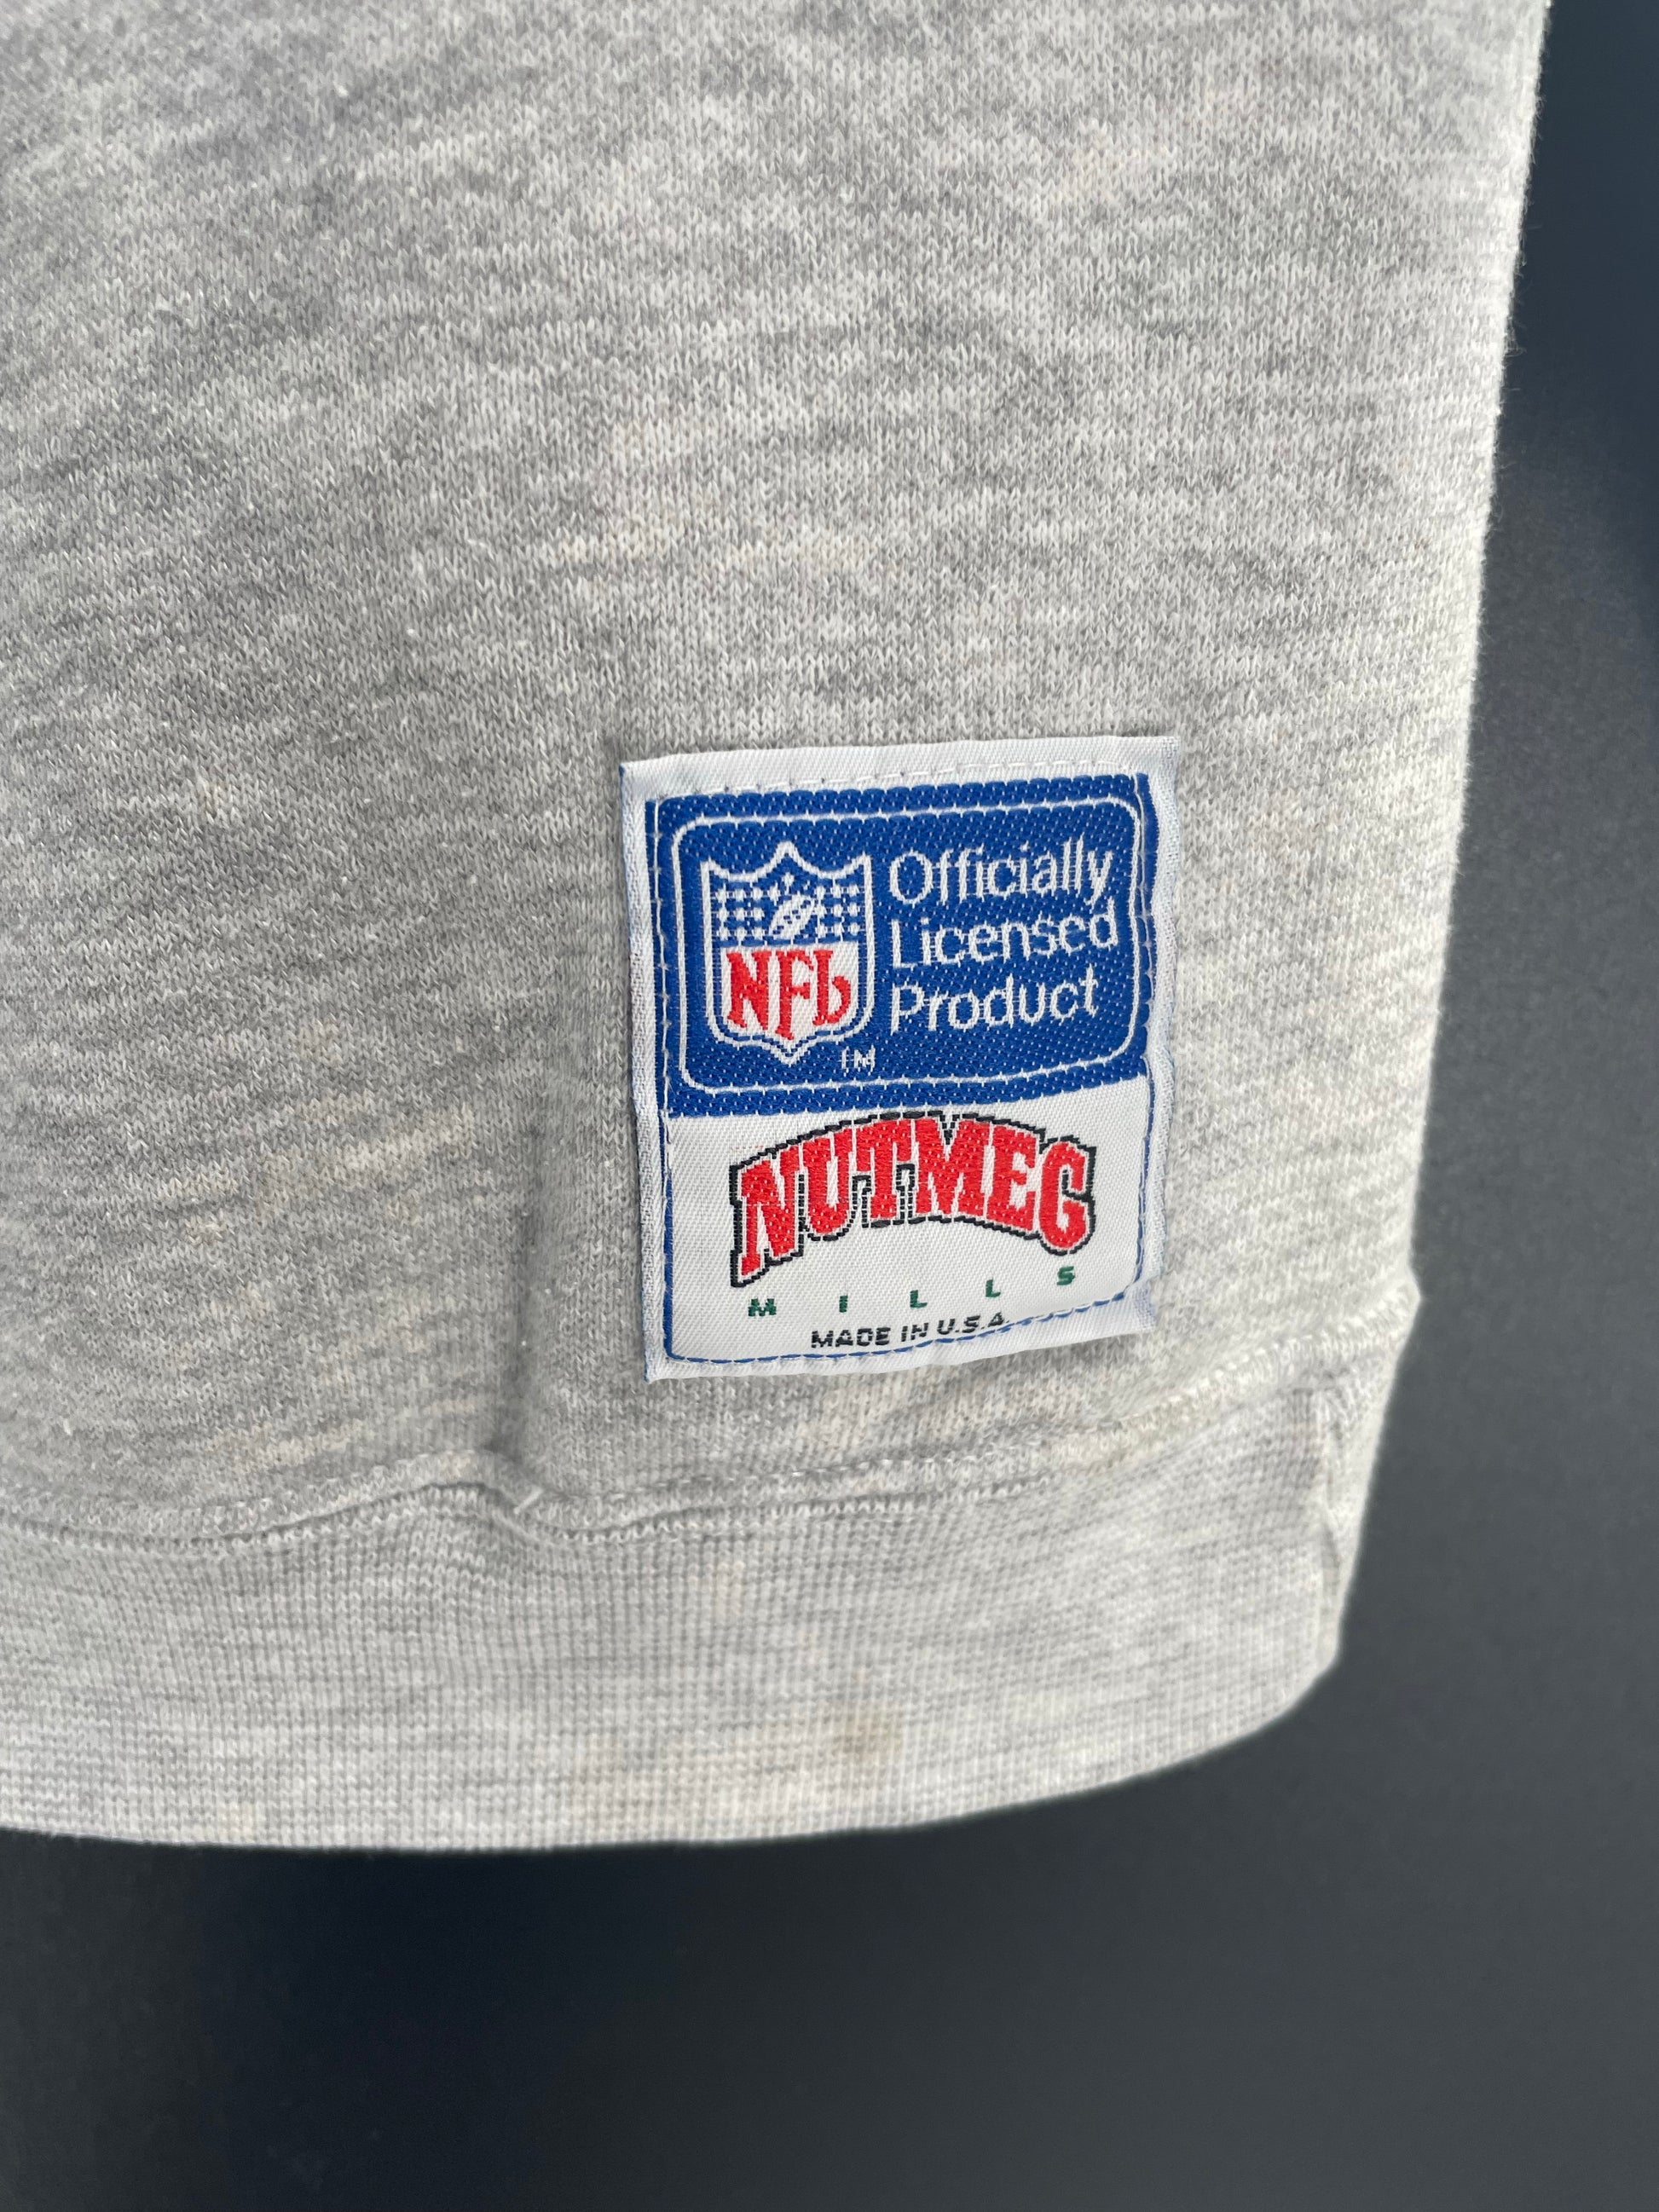 Officially
Licensed
Product
NFL
TM
NUTMEG
MILLS
MADE IN U.S.A.